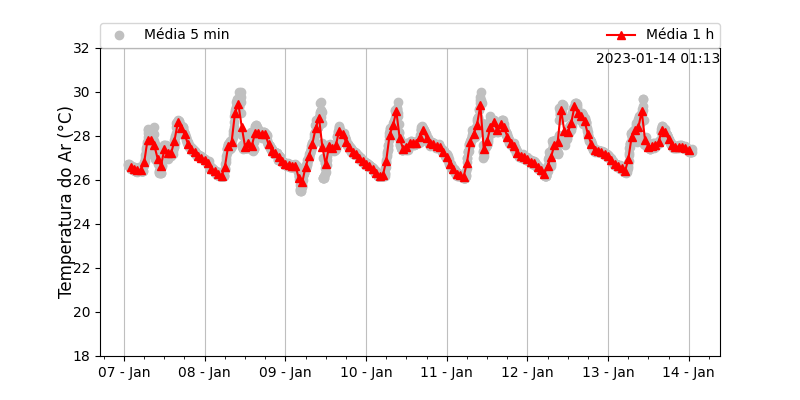 Média 5 min
Média 1 h
2023-01-14 01:13
Temperatura do Ar (°C)
32
30
28
26
24
22
20
18
07 - Jan
08 - Jan
09 - Jan
10 - Jan
11 - Jan
12 - Jan
13 - Jan
14 - Jan